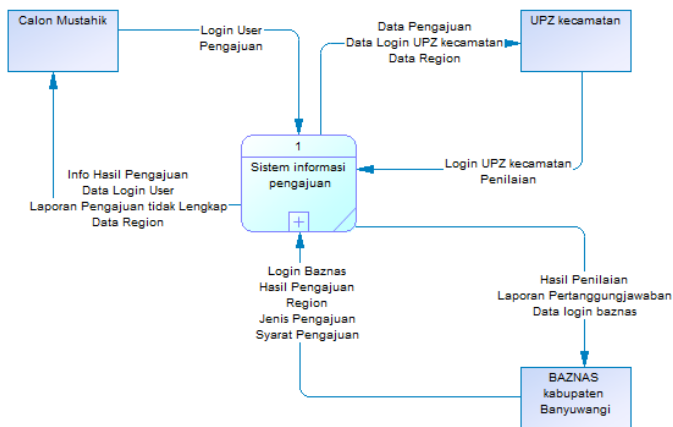 Calon Mustahik
Login User
Pengajuan
Data Pengajuan
Data Login UPZ kecamatan
Data Region
UPZ kecamatan
1
Sistem informasi
pengajuan
Login UPZ kecamatan
Penilaian
Info Hasil Pengajuan
Data Login User
Laporan Pengajuan tidak Lengkap
Data Region
Login Baznas
Hasil Pengajuan
Region
Jenis Pengajuan
Syarat Pengajuan
Hasil Penilaian
Laporan Pertanggungjawaban
Data login baznas
BAZNAS
kabupaten
Banyuwangi